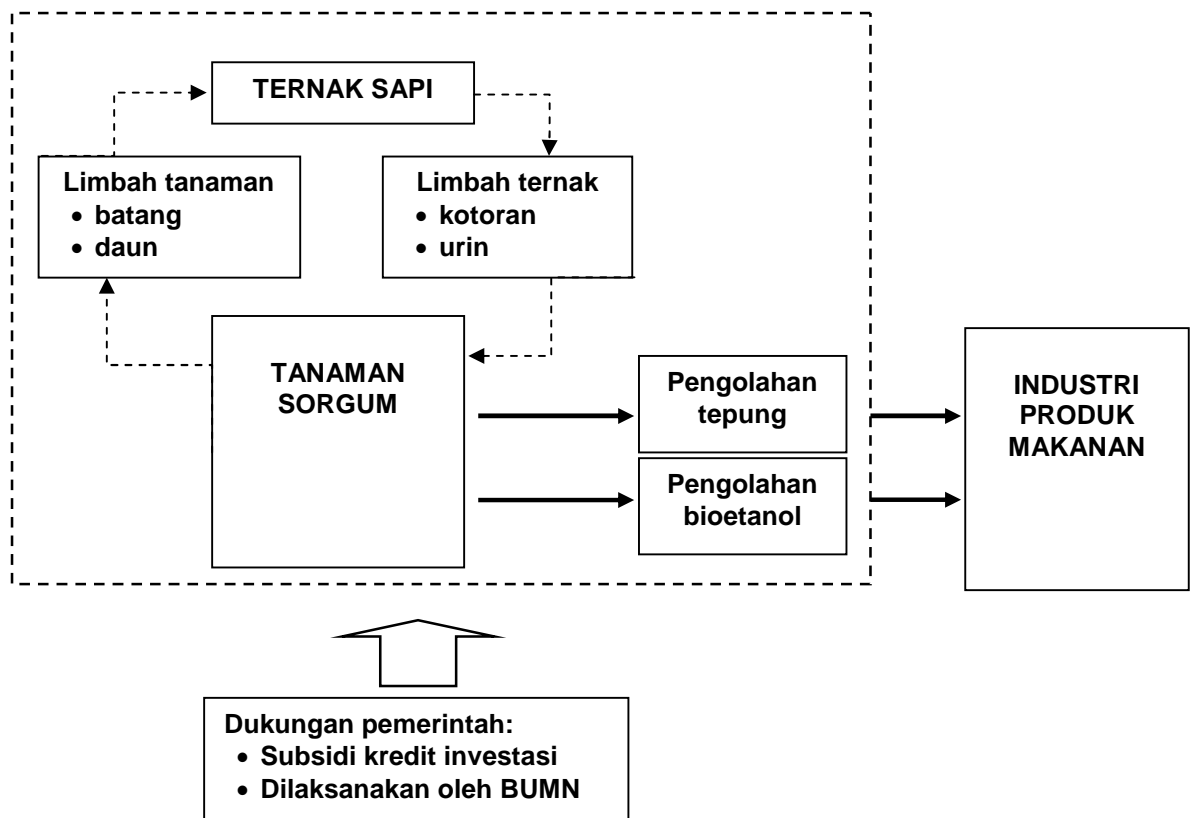 TERNAK SAPI
Limbah tanaman
• batang
• daun
Limbah ternak
• kotoran
• urin
TANAMAN
SORGUM
Pengolahan
tepung
Pengolahan
bioetanol
INDUSTRI
PRODUK
MAKANAN
Dukungan pemerintah:
• Subsidi kredit investasi
• Dilaksanakan oleh BUMN